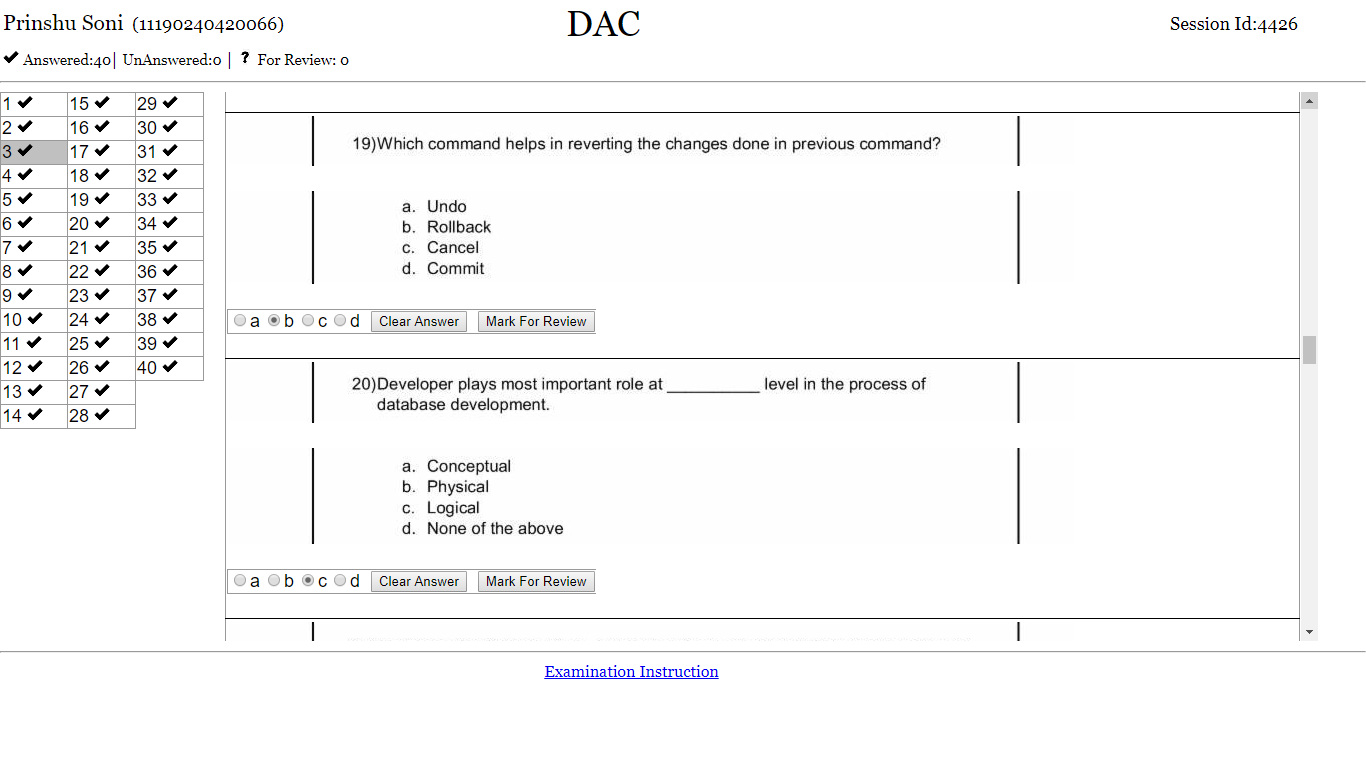 Prinshu Soni (11190240420066) DAC Session Id:4426
✔ Answered:40| UnAnswered:0 | ? For Review: 0
1 ✔ 15 ✔ 29 ✔
2 ✔ 16 ✔ 30 ✔
3 ✔ 17 ✔ 31 ✔
4 ✔ 18 ✔ 32 ✔
5 ✔ 19 ✔ 33 ✔
6 ✔ 20 ✔ 34 ✔
7 ✔ 21 ✔ 35 ✔
8 ✔ 22 ✔ 36 ✔
9 ✔ 23 ✔ 37 ✔
10 ✔ 24 ✔ 38 ✔
11 ✔ 25 ✔ 39 ✔
12 ✔ 26 ✔ 40 ✔
13 ✔ 27 ✔
14 ✔ 28 ✔
19)Which command helps in reverting the changes done in previous command?
a. Undo
b. Rollback
c. Cancel
d. Commit
a b c d Clear Answer Mark For Review
20)Developer plays most important role at __________ level in the process of
database development.
a. Conceptual
b. Physical
c. Logical
d. None of the above
a b c d Clear Answer Mark For Review
Examination Instruction